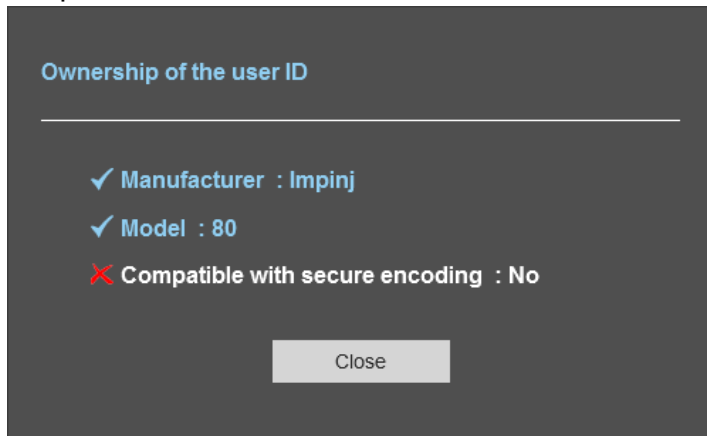 Ownership of the user ID
Manufacturer : Impinj
Model : 80
Compatible with secure encoding : No
Close